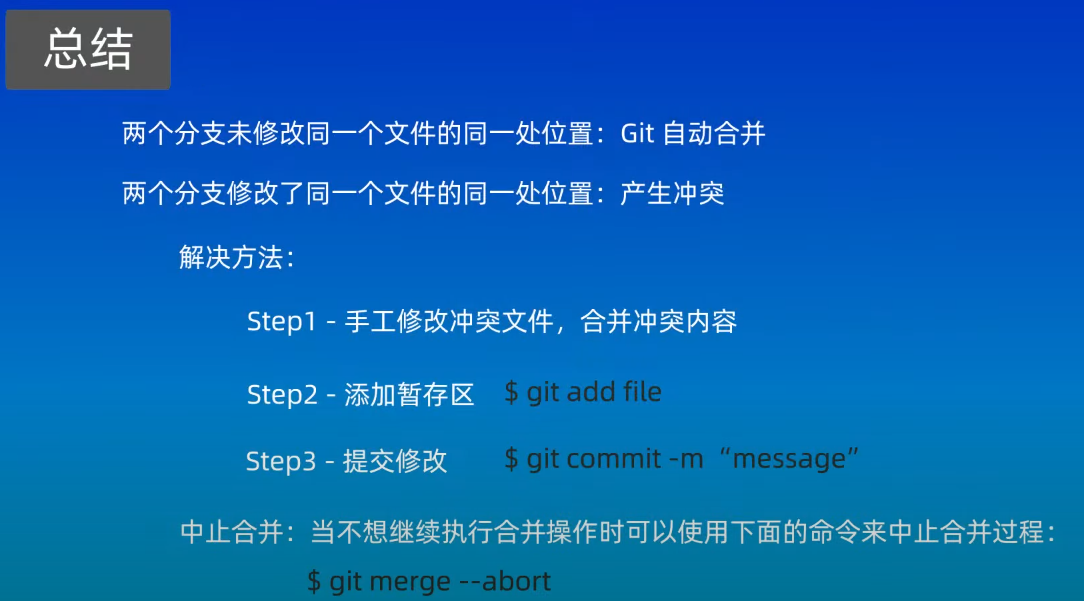 总结
两个分支未修改同一个文件的同一处位置：Git 自动合并
两个分支修改了同一个文件的同一处位置：产生冲突
解决方法：
Step1 - 手工修改冲突文件，合并冲突内容
Step2 - 添加暂存区 $ git add file
Step3 - 提交修改 $ git commit -m “message”
中止合并：当不想继续执行合并操作时可以使用下面的命令来中止合并过程：
$ git merge --abort